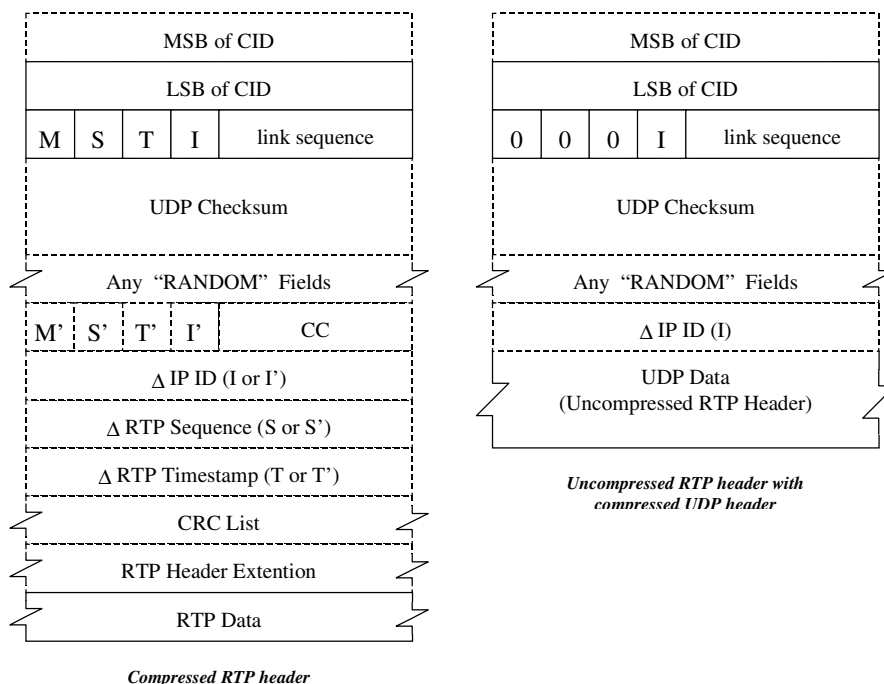 MSB of CID
LSB of CID
M S T I link sequence
UDP Checksum
Any “RANDOM” Fields
M’ S’ T’ I’ CC
Δ IP ID (I or I’)
Δ RTP Sequence (S or S’)
Δ RTP Timestamp (T or T’)
CRC List
RTP Header Extention
RTP Data
Compressed RTP header
MSB of CID
LSB of CID
0 0 0 I link sequence
UDP Checksum
Any “RANDOM” Fields
Δ IP ID (I)
UDP Data
(Uncompressed RTP Header)
Uncompressed RTP header with
compressed UDP header